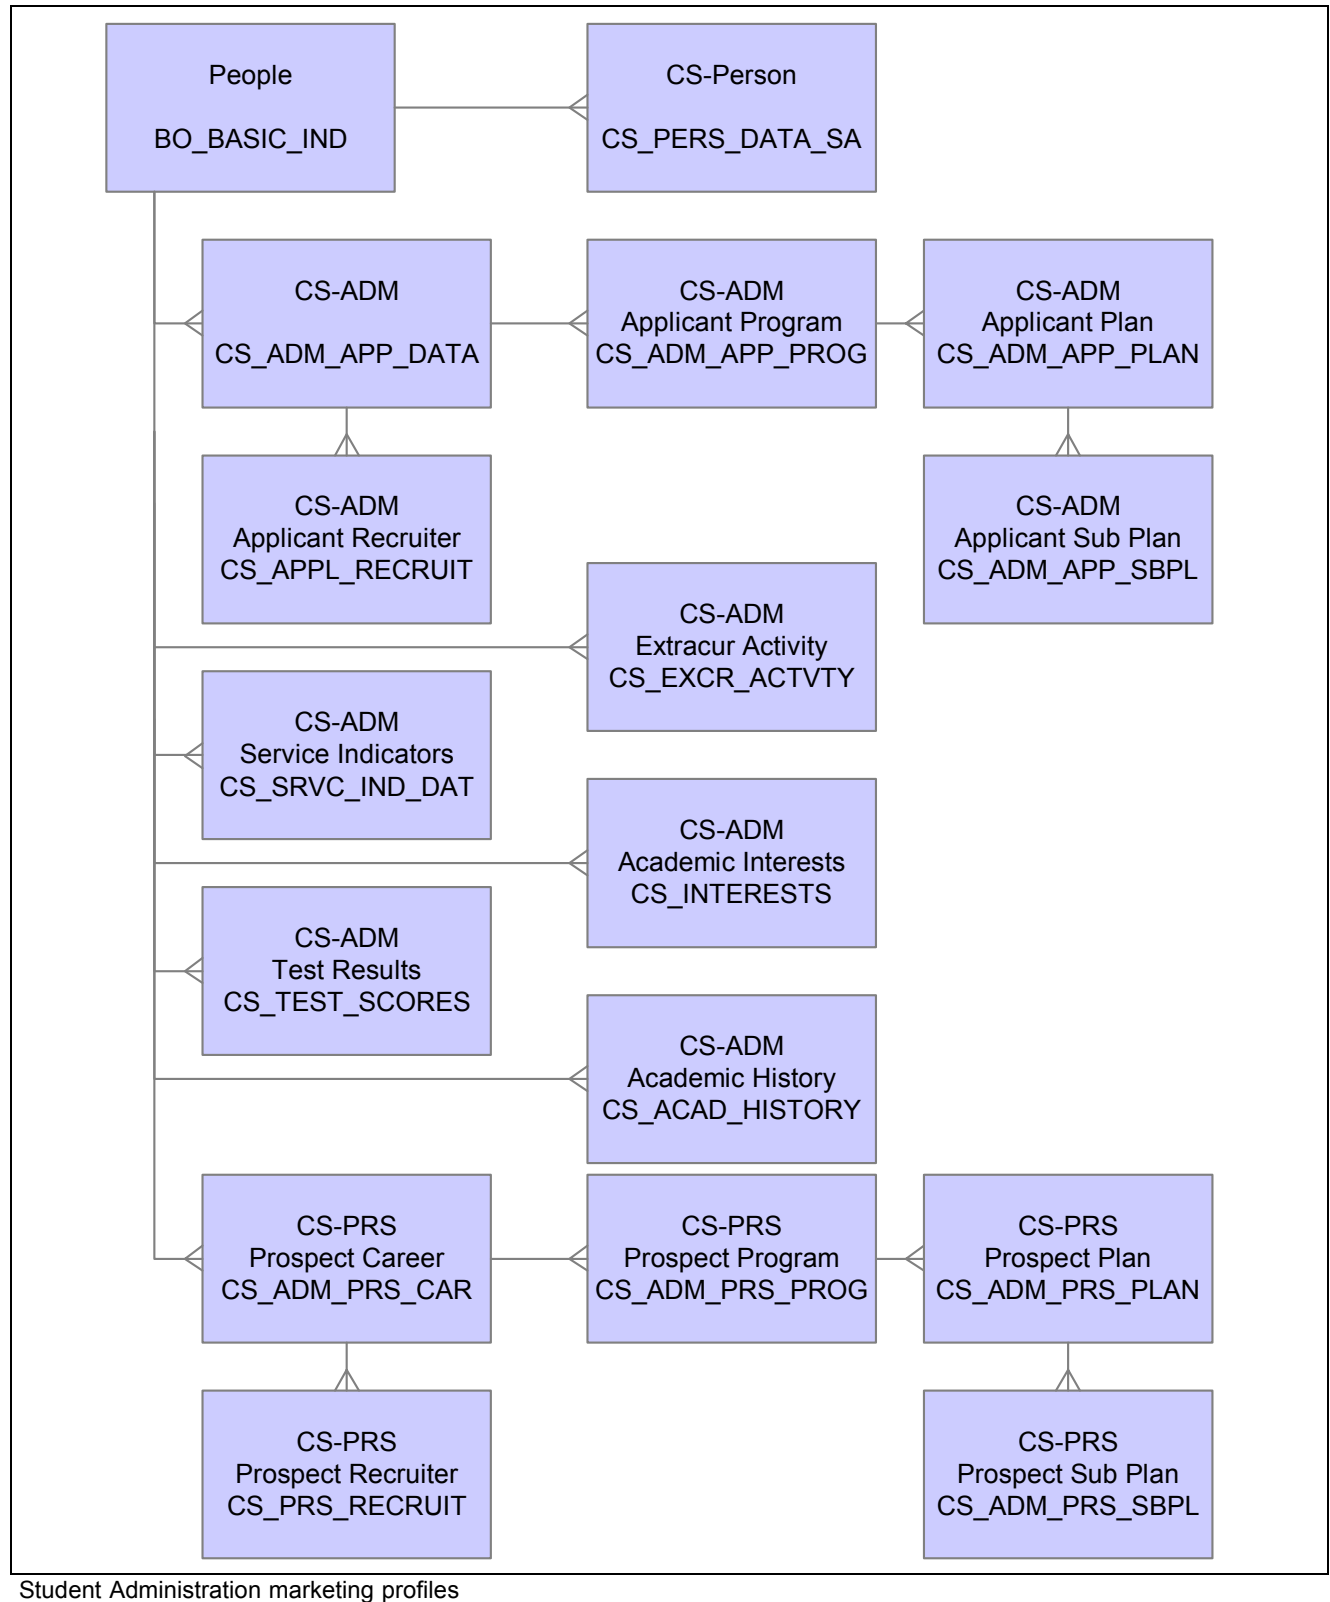 People
BO_BASIC_IND
CS-Person
CS_PERS_DATA_SA
CS-ADM
CS_ADM_APP_DATA
CS-ADM
Applicant Program
CS_ADM_APP_PROG
CS-ADM
Applicant Plan
CS_ADM_APP_PLAN
CS-ADM
Applicant Recruiter
CS_APPL_RECRUIT
CS-ADM
Applicant Sub Plan
CS_ADM_APP_SBPL
CS-ADM
Extracur Activity
CS_EXCR_ACTVTY
CS-ADM
Service Indicators
CS_SRVC_IND_DAT
CS-ADM
Academic Interests
CS_INTERESTS
CS-ADM
Test Results
CS_TEST_SCORES
CS-ADM
Academic History
CS_ACAD_HISTORY
CS-PRS
Prospect Career
CS_ADM_PRS_CAR
CS-PRS
Prospect Program
CS_ADM_PRS_PROG
CS-PRS
Prospect Plan
CS_ADM_PRS_PLAN
CS-PRS
Prospect Recruiter
CS_PRS_RECRUIT
CS-PRS
Prospect Sub Plan
CS_ADM_PRS_SBPL
Student Administration marketing profiles